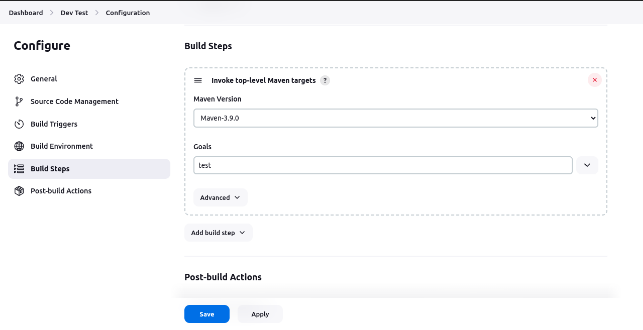 Dashboard > Dev Test > Configuration
Configure
General
Source Code Management
Build Triggers
Build Environment
Build Steps
Post-build Actions
Build Steps
Invoke top-level Maven targets ?
Maven Version
Maven-3.9.0
Goals
test
Advanced
Add build step
Post-build Actions
Save
Apply